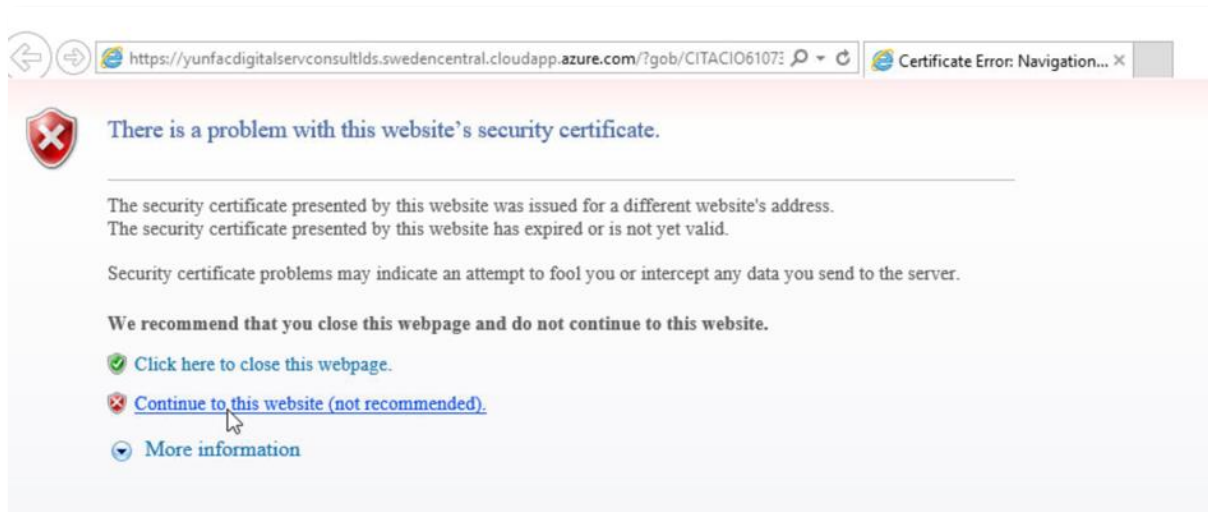 https://yunfacdigitalservconsultlds.swedencentral.cloudapp.azure.com/?gob/CITACIO61073
Certificate Error: Navigation...
There is a problem with this website's security certificate.
The security certificate presented by this website was issued for a different website's address.
The security certificate presented by this website has expired or is not yet valid.
Security certificate problems may indicate an attempt to fool you or intercept any data you send to the server.
We recommend that you close this webpage and do not continue to this website.
Click here to close this webpage.
Continue to this website (not recommended).
More information